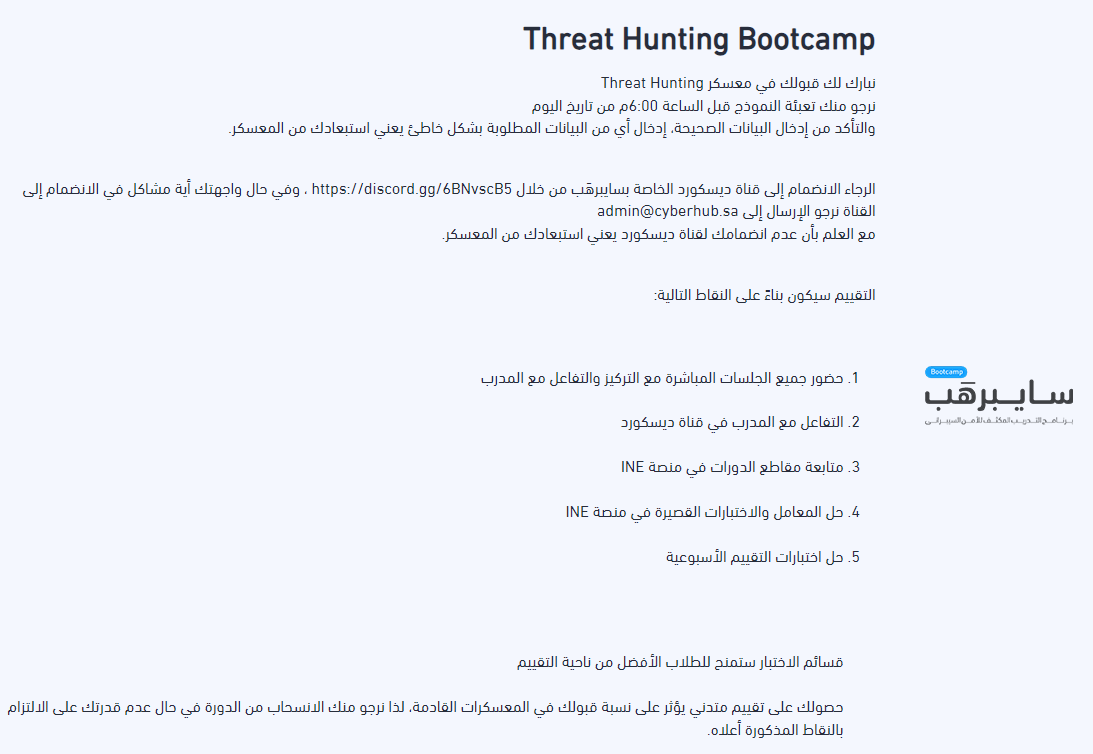 Threat Hunting Bootcamp
نبارك لك قبولك في معسكر Threat Hunting
نرجو منك تعبئة النموذج قبل الساعة 6:00م من تاريخ اليوم
والتأكد من إدخال البيانات الصحيحة، إدخال أي من البيانات المطلوبة بشكل خاطئ يعني استبعادك من المعسكر.
الرجاء الانضمام إلى قناة ديسكورد الخاصة بسايبرهَب من خلال https://discord.gg/6BNvscB5 ، وفي حال واجهتك أية مشاكل في الانضمام إلى
القناة نرجو الإرسال إلى admin@cyberhub.sa
مع العلم بأن عدم انضمامك لقناة ديسكورد يعني استبعادك من المعسكر.
التقييم سيكون بناءً على النقاط التالية:
1. حضور جميع الجلسات المباشرة مع التركيز والتفاعل مع المدرب
Bootcamp
سايبرهَب
برنامج التدريب المكثف للأمن السيبراني
2. التفاعل مع المدرب في قناة ديسكورد
3. متابعة مقاطع الدورات في منصة INE
4. حل المعامل والاختبارات القصيرة في منصة INE
5. حل اختبارات التقييم الأسبوعية
قسائم الاختبار ستمنح للطلاب الأفضل من ناحية التقييم
حصولك على تقييم متدني يؤثر على نسبة قبولك في المعسكرات القادمة، لذا نرجو منك الانسحاب من الدورة في حال عدم قدرتك على الالتزام
بالنقاط المذكورة أعلاه.